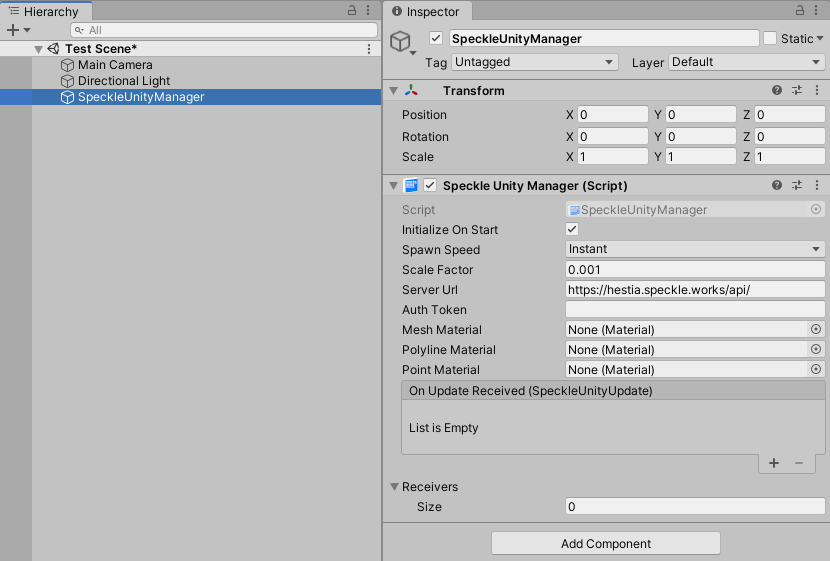 Hierarchy
All
Test Scene*
Main Camera
Directional Light
SpeckleUnityManager
Inspector
SpeckleUnityManager
Static
Tag Untagged Layer Default
Transform
Position X 0 Y 0 Z 0
Rotation X 0 Y 0 Z 0
Scale X 1 Y 1 Z 1
Speckle Unity Manager (Script)
Script SpeckleUnityManager
Initialize On Start
Spawn Speed Instant
Scale Factor 0.001
Server Url https://hestia.speckle.works/api/
Auth Token
Mesh Material None (Material)
Polyline Material None (Material)
Point Material None (Material)
On Update Received (SpeckleUnityUpdate)
List is Empty
Receivers
Size 0
Add Component